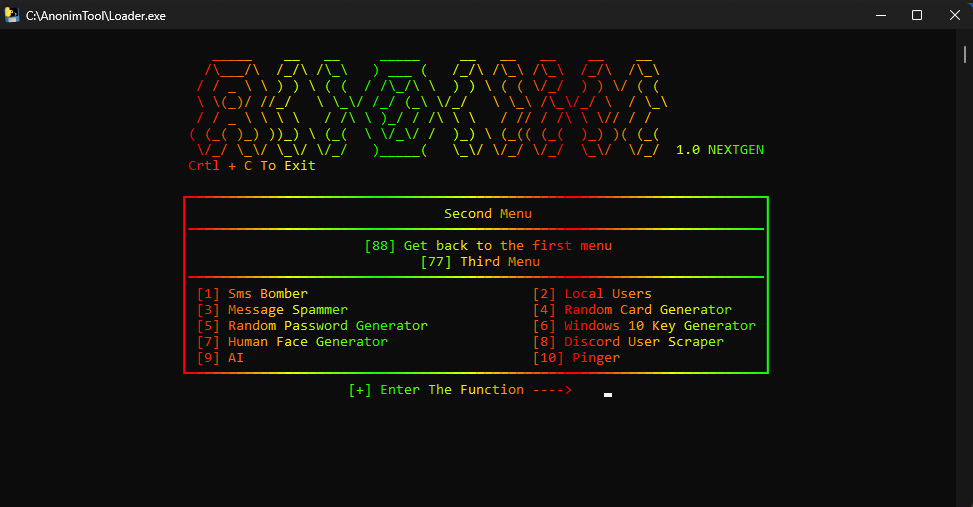 C:\AnonimTool\Loader.exe
1.0 NEXTGEN
Crtl + C To Exit
Second Menu
[88] Get back to the first menu
[77] Third Menu
[1] Sms Bomber [2] Local Users
[3] Message Spammer [4] Random Card Generator
[5] Random Password Generator [6] Windows 10 Key Generator
[7] Human Face Generator [8] Discord User Scraper
[9] AI [10] Pinger
[+] Enter The Function ---->